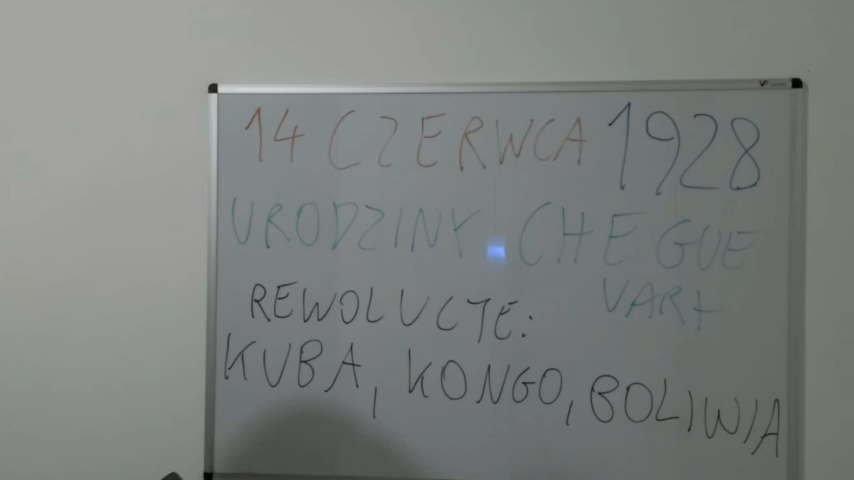 14 CZERWCA 1928
URODZINY CHE GUE
VARA
REWOLUCJE:
KUBA, KONGO, BOLIWIA